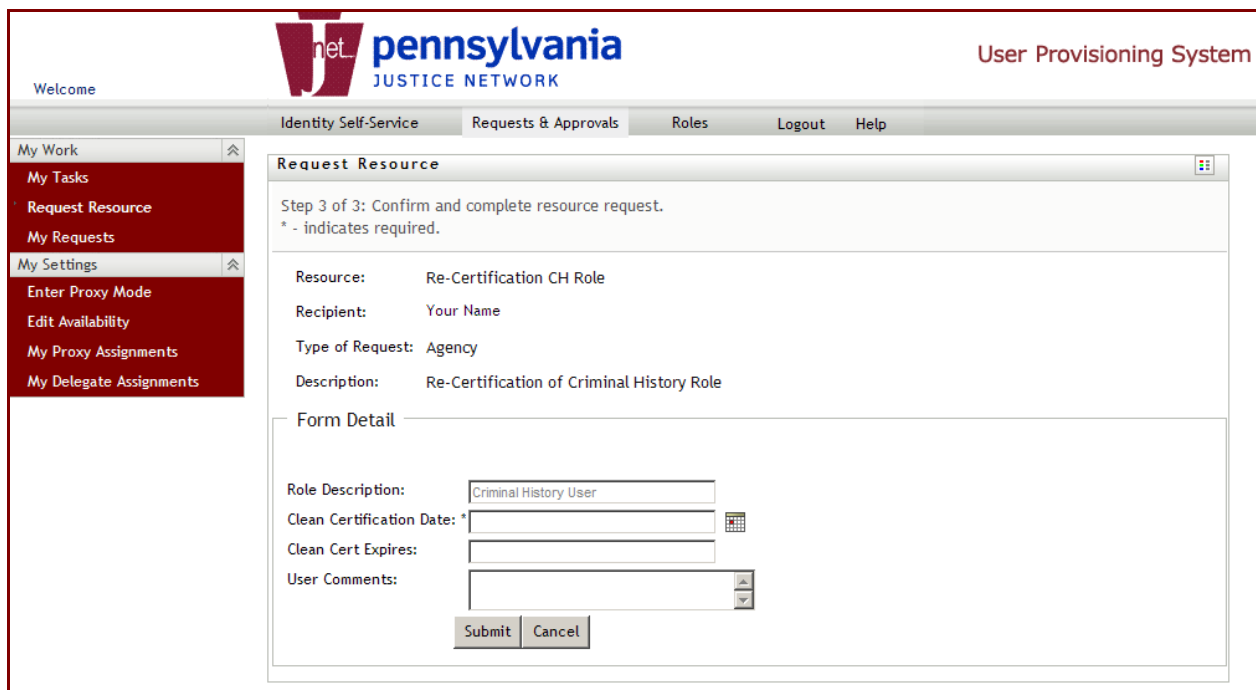 Welcome
Jnet
pennsylvania
JUSTICE NETWORK
User Provisioning System
Identity Self-Service Requests & Approvals Roles Logout Help
My Work
My Tasks
Request Resource
My Requests
My Settings
Enter Proxy Mode
Edit Availability
My Proxy Assignments
My Delegate Assignments
Request Resource
Step 3 of 3: Confirm and complete resource request.
* - indicates required.
Resource: Re-Certification CH Role
Recipient: Your Name
Type of Request: Agency
Description: Re-Certification of Criminal History Role
Form Detail
Role Description: Criminal History User
Clean Certification Date: *
Clean Cert Expires:
User Comments:
Submit Cancel